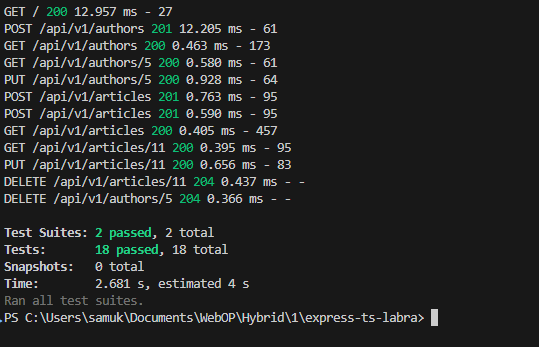 GET / 200 12.957 ms - 27
POST /api/v1/authors 201 12.205 ms - 61
GET /api/v1/authors 200 0.463 ms - 173
GET /api/v1/authors/5 200 0.580 ms - 61
PUT /api/v1/authors/5 200 0.928 ms - 64
POST /api/v1/articles 201 0.763 ms - 95
POST /api/v1/articles 201 0.590 ms - 95
GET /api/v1/articles 200 0.405 ms - 457
GET /api/v1/articles/11 200 0.395 ms - 95
PUT /api/v1/articles/11 200 0.656 ms - 83
DELETE /api/v1/articles/11 204 0.437 ms - -
DELETE /api/v1/authors/5 204 0.366 ms - -
Test Suites: 2 passed, 2 total
Tests:       18 passed, 18 total
Snapshots:   0 total
Time:        2.681 s, estimated 4 s
Ran all test suites.
PS C:\Users\samuk\Documents\WebOP\Hybrid\1\express-ts-labra>